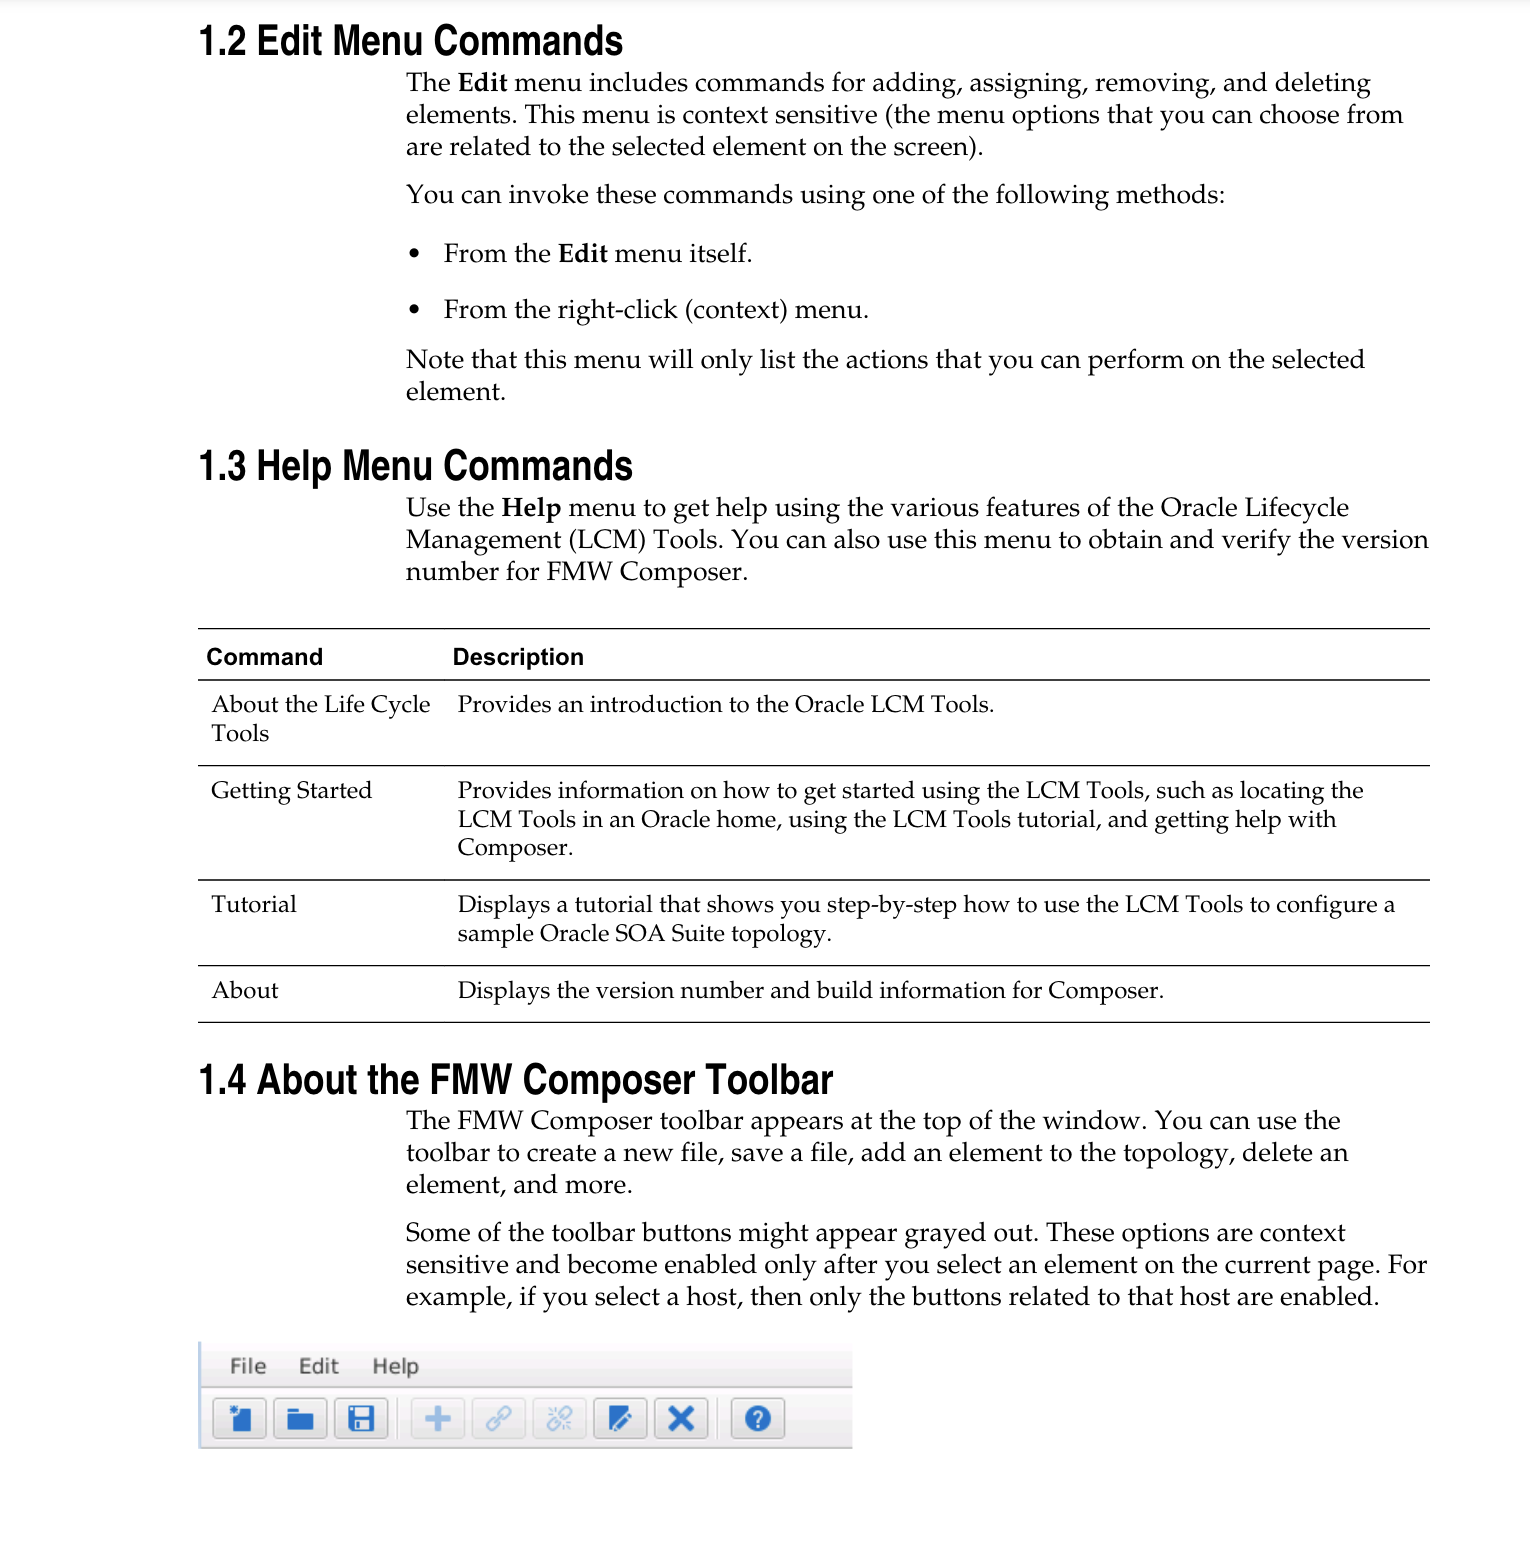 1.2 Edit Menu Commands
The Edit menu includes commands for adding, assigning, removing, and deleting
elements. This menu is context sensitive (the menu options that you can choose from
are related to the selected element on the screen).
You can invoke these commands using one of the following methods:
• From the Edit menu itself.
• From the right-click (context) menu.
Note that this menu will only list the actions that you can perform on the selected
element.
1.3 Help Menu Commands
Use the Help menu to get help using the various features of the Oracle Lifecycle
Management (LCM) Tools. You can also use this menu to obtain and verify the version
number for FMW Composer.
Command Description
About the Life Cycle Provides an introduction to the Oracle LCM Tools.
Tools
Getting Started Provides information on how to get started using the LCM Tools, such as locating the
LCM Tools in an Oracle home, using the LCM Tools tutorial, and getting help with
Composer.
Tutorial Displays a tutorial that shows you step-by-step how to use the LCM Tools to configure a
sample Oracle SOA Suite topology.
About Displays the version number and build information for Composer.
1.4 About the FMW Composer Toolbar
The FMW Composer toolbar appears at the top of the window. You can use the
toolbar to create a new file, save a file, add an element to the topology, delete an
element, and more.
Some of the toolbar buttons might appear grayed out. These options are context
sensitive and become enabled only after you select an element on the current page. For
example, if you select a host, then only the buttons related to that host are enabled.
File Edit Help
?